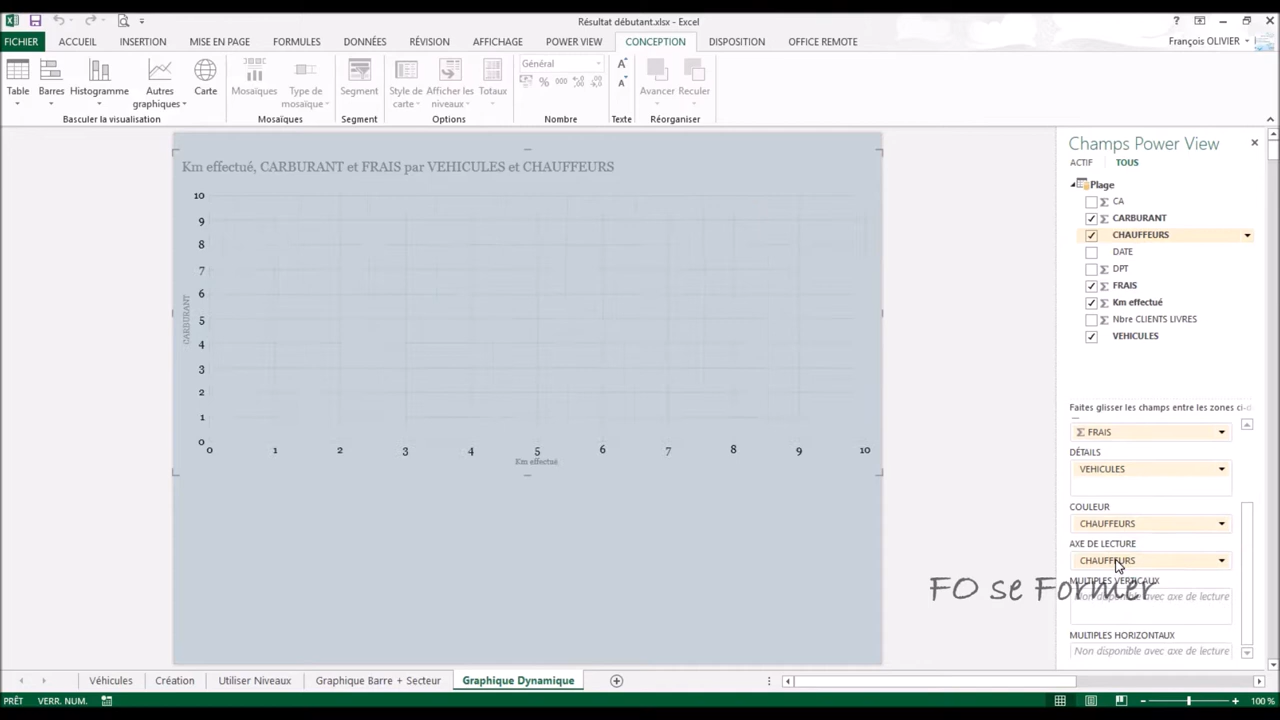 Résultat débutant.xlsx - Excel
FICHIER ACCUEIL INSERTION MISE EN PAGE FORMULES DONNÉES RÉVISION AFFICHAGE POWER VIEW CONCEPTION DISPOSITION OFFICE REMOTE François OLIVIER
Table Barres Histogramme Autres graphiques Carte Mosaïques Type de mosaïque Segment Style de carte Afficher les niveaux Totaux Général % 000 Avancer Reculer
Basculer la visualisation Mosaïques Segment Options Nombre Texte Réorganiser
Km effectué, CARBURANT et FRAIS par VEHICULES et CHAUFFEURS
10
9
8
7
6
5
4
3
2
1
0
CARBURANT
0 1 2 3 4 5 6 7 8 9 10
Km effectué
Champs Power View
ACTIF TOUS
Plage
Σ CA
Σ CARBURANT
CHAUFFEURS
DATE
Σ DPT
Σ FRAIS
Σ Km effectué
Σ Nbre CLIENTS LIVRES
VEHICULES
Faites glisser les champs entre les zones ci-d
Σ FRAIS
DÉTAILS
VEHICULES
COULEUR
CHAUFFEURS
AXE DE LECTURE
CHAUFFEURS
MULTIPLES VERTICAUX
Non disponible avec axe de lecture
FO se Former
MULTIPLES HORIZONTAUX
Non disponible avec axe de lecture
Véhicules Création Utiliser Niveaux Graphique Barre + Secteur Graphique Dynamique
PRÊT VERR. NUM. 100 %